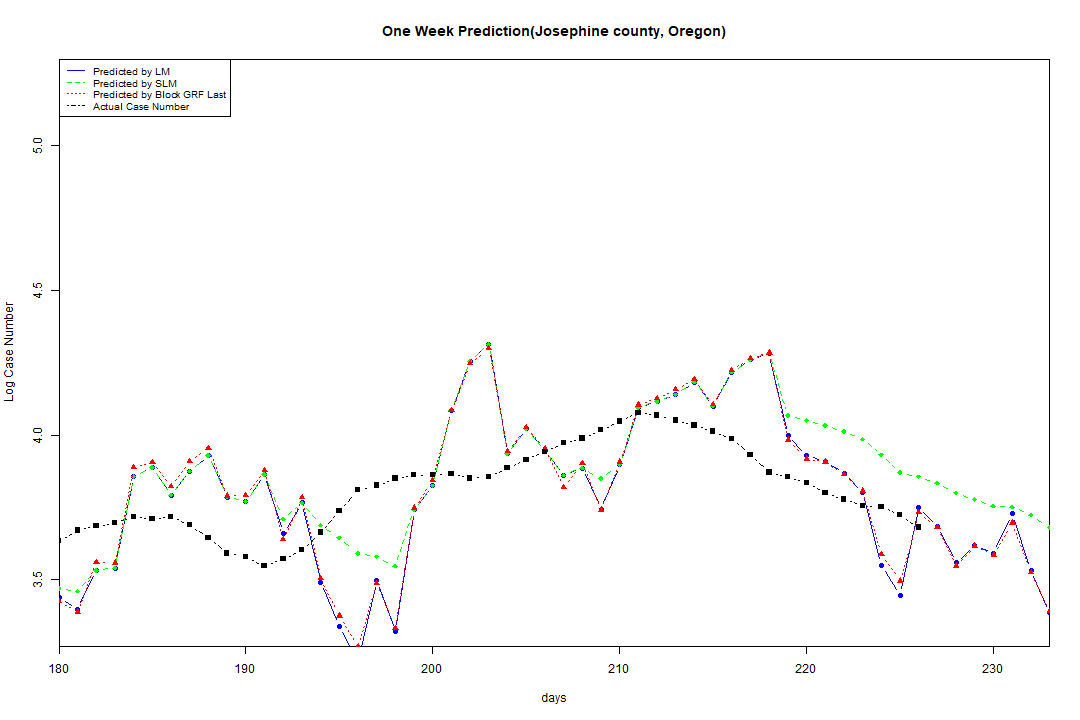 One Week Prediction(Josephine county, Oregon)
Predicted by LM
Predicted by SLM
Predicted by Block GRF Last
Actual Case Number
5.0
4.5
4.0
3.5
Log Case Number
180 190 200 210 220 230
days